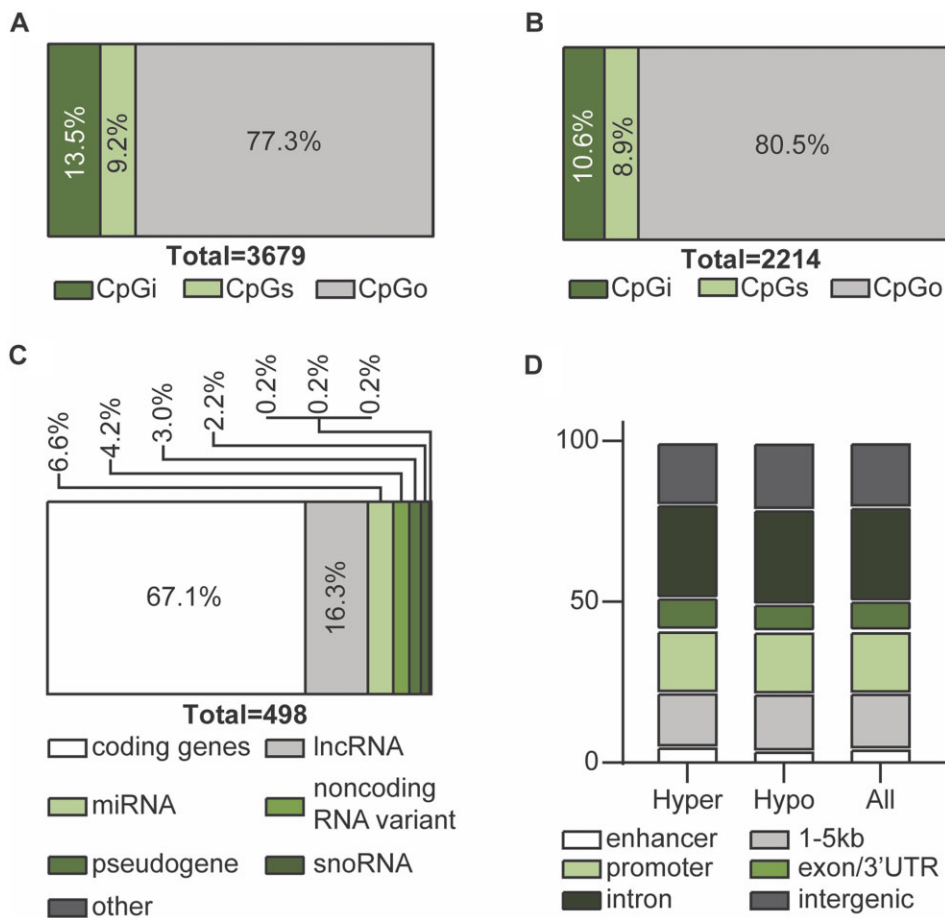 A
13.5%
9.2%
77.3%
Total=3679
CpGi CpGs CpGo
B
10.6%
8.9%
80.5%
Total=2214
CpGi CpGs CpGo
C
6.6%
4.2%
3.0%
2.2%
0.2%
0.2%
0.2%
67.1%
16.3%
Total=498
coding genes lncRNA
miRNA noncoding
RNA variant
pseudogene snoRNA
other
D
100
50
0
Hyper Hypo All
enhancer 1-5kb
promoter exon/3'UTR
intron intergenic